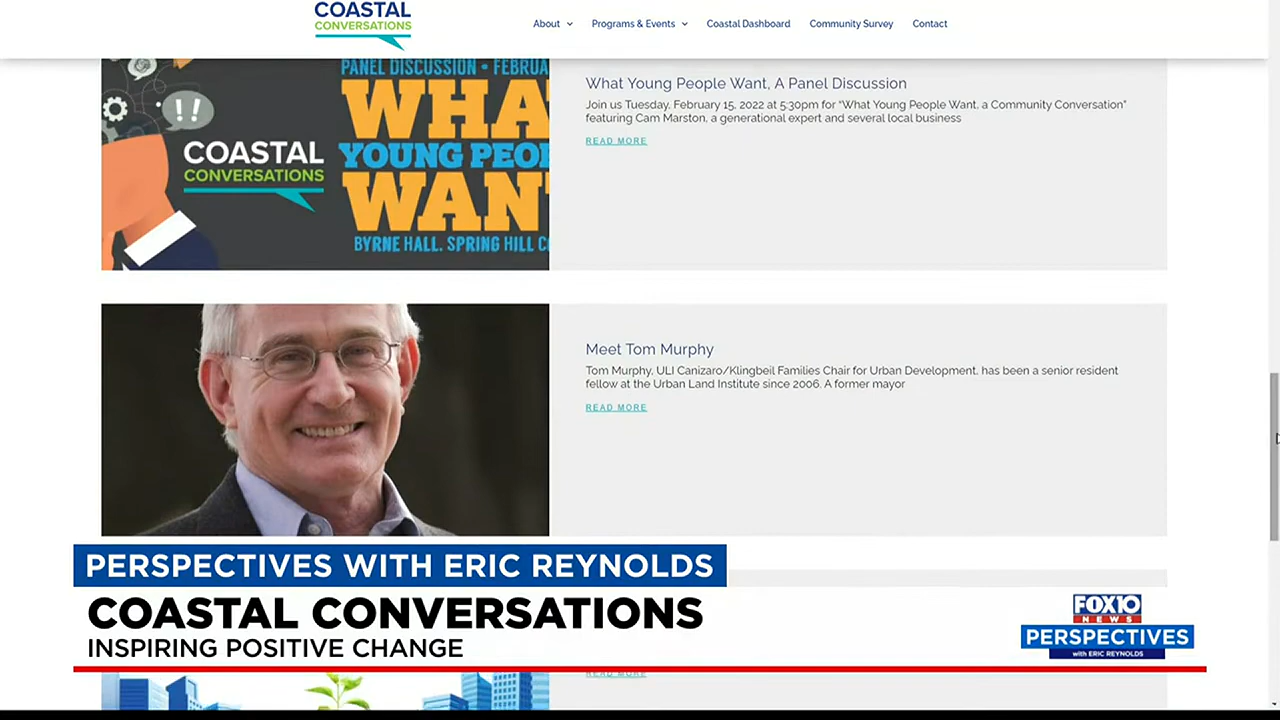 COASTAL
CONVERSATIONS
About
Programs & Events
Coastal Dashboard
Community Survey
Contact
PANEL DISCUSSION • FEBRUA
WHA
YOUNG PEO
WAN
BYRNE HALL, SPRING HILL CO
!!
COASTAL
CONVERSATIONS
What Young People Want, A Panel Discussion
Join us Tuesday, February 15, 2022 at 5:30pm for "What Young People Want, a Community Conversation"
featuring Cam Marston, a generational expert and several local business
READ MORE
Meet Tom Murphy
Tom Murphy, ULI Canizaro/Klingbeil Families Chair for Urban Development, has been a senior resident
fellow at the Urban Land Institute since 2006. A former mayor
READ MORE
PERSPECTIVES WITH ERIC REYNOLDS
COASTAL CONVERSATIONS
INSPIRING POSITIVE CHANGE
FOX10
NEWS
PERSPECTIVES
with ERIC REYNOLDS
READ MORE